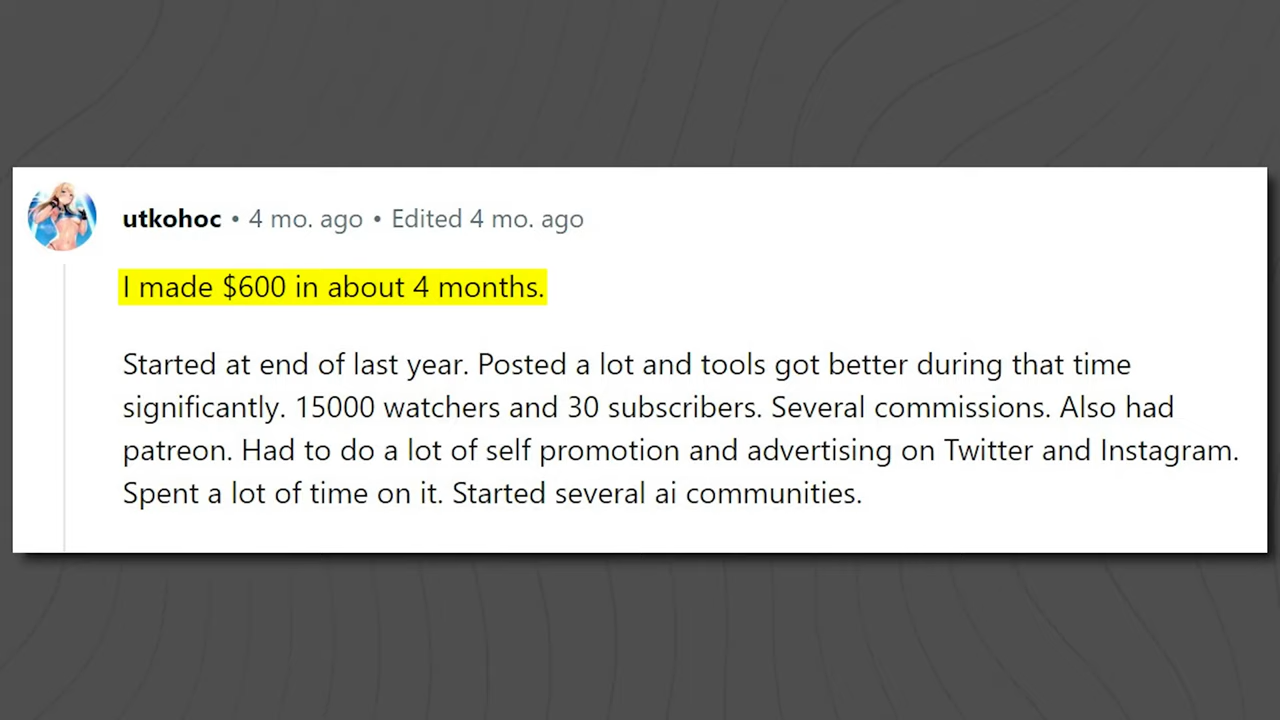 utkohoc • 4 mo. ago • Edited 4 mo. ago
I made $600 in about 4 months.
Started at end of last year. Posted a lot and tools got better during that time
significantly. 15000 watchers and 30 subscribers. Several commissions. Also had
patreon. Had to do a lot of self promotion and advertising on Twitter and Instagram.
Spent a lot of time on it. Started several ai communities.